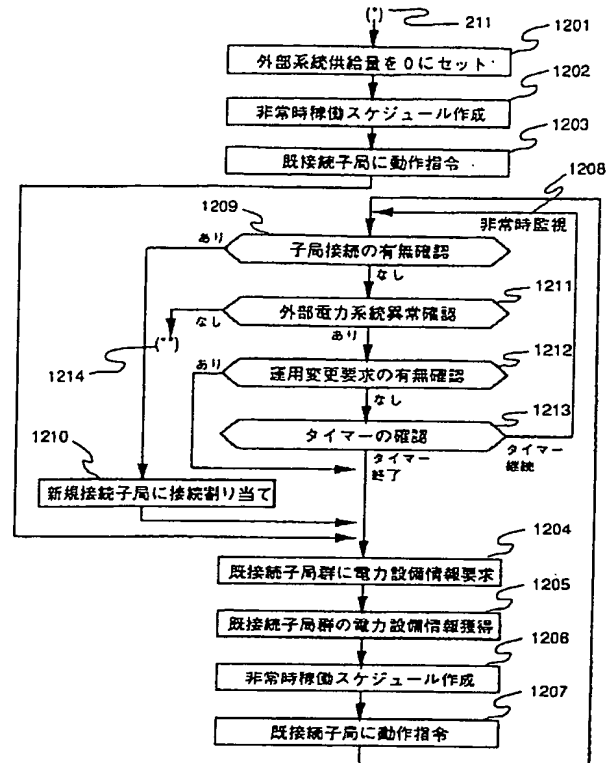 (*)
211
1201
外部系統供給量を0にセット
1202
非常時稼働スケジュール作成
1203
既接続子局に動作指令
1208
非常時監視
1209
あり
子局接続の有無確認
なし
1211
なし
外部電力系統異常確認
あり
(**)
1214
1212
あり
運用変更要求の有無確認
なし
1213
タイマーの確認
タイマー
継続
タイマー
終了
1210
新規接続子局に接続割り当て
1204
既接続子局群に電力設備情報要求
1205
既接続子局群の電力設備情報獲得
1206
非常時稼働スケジュール作成
1207
既接続子局に動作指令